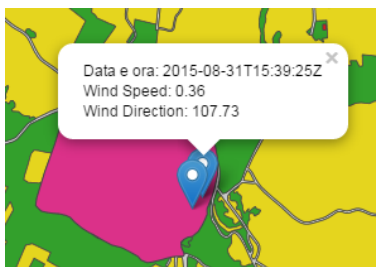 Data e ora: 2015-08-31T15:39:25Z
Wind Speed: 0.36
Wind Direction: 107.73